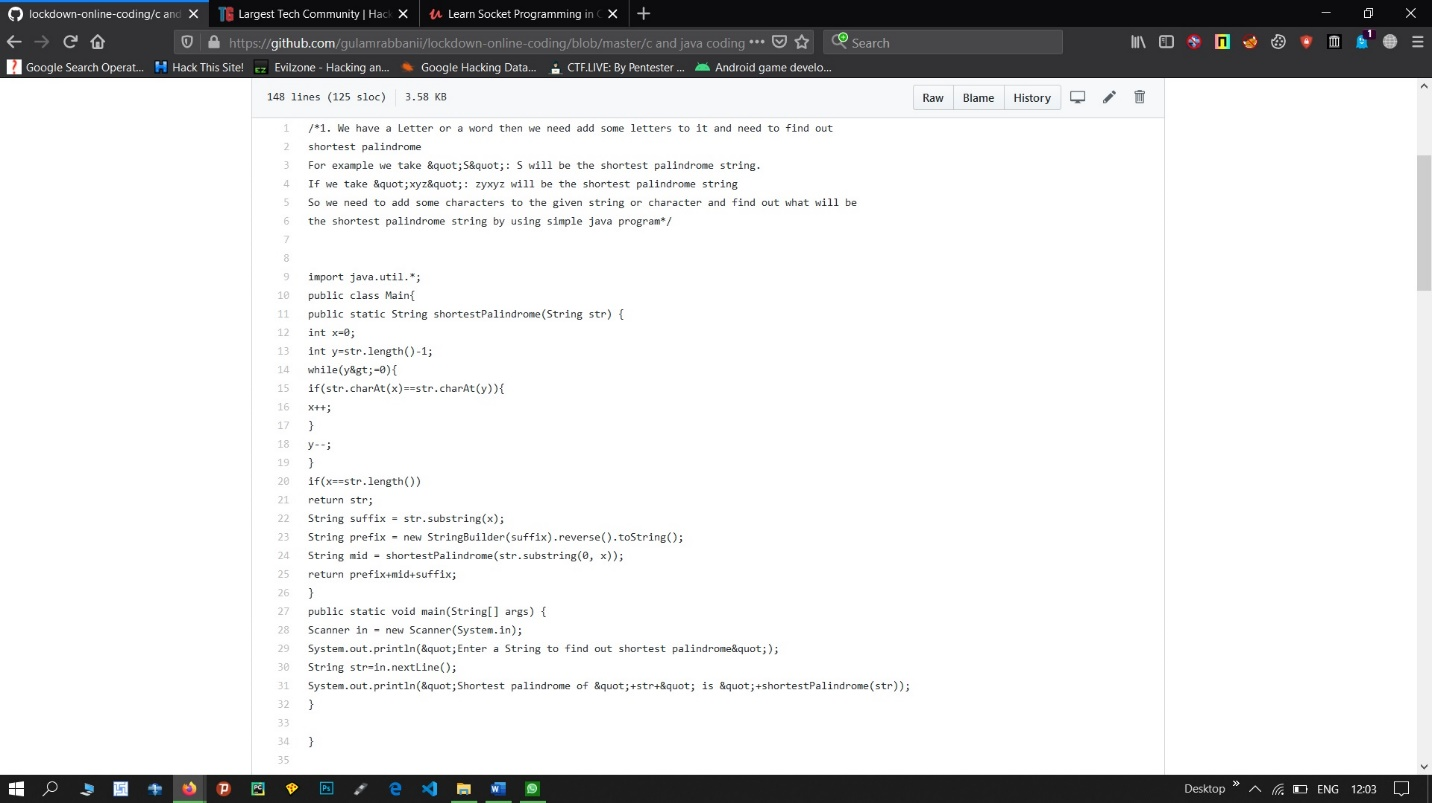 lockdown-online-coding/c and
Largest Tech Community | Hack
Learn Socket Programming in C
https://github.com/gulamrabbanii/lockdown-online-coding/blob/master/c and java coding
Search
1
Google Search Operat...
Hack This Site!
Evilzone - Hacking an...
Google Hacking Data...
CTF.LIVE: By Pentester ...
Android game develo...
148 lines (125 sloc) 3.58 KB
Raw Blame History
1 /*1. We have a Letter or a word then we need add some letters to it and need to find out
2 shortest palindrome
3 For example we take &quot;S&quot;: S will be the shortest palindrome string.
4 If we take &quot;xyz&quot;: zyxyz will be the shortest palindrome string
5 So we need to add some characters to the given string or character and find out what will be
6 the shortest palindrome string by using simple java program*/
7
8
9 import java.util.*;
10 public class Main{
11 public static String shortestPalindrome(String str) {
12 int x=0;
13 int y=str.length()-1;
14 while(y&gt;=0){
15 if(str.charAt(x)==str.charAt(y)){
16 x++;
17 }
18 y--;
19 }
20 if(x==str.length())
21 return str;
22 String suffix = str.substring(x);
23 String prefix = new StringBuilder(suffix).reverse().toString();
24 String mid = shortestPalindrome(str.substring(0, x));
25 return prefix+mid+suffix;
26 }
27 public static void main(String[] args) {
28 Scanner in = new Scanner(System.in);
29 System.out.println(&quot;Enter a String to find out shortest palindrome&quot;);
30 String str=in.nextLine();
31 System.out.println(&quot;Shortest palindrome of &quot;+str+&quot; is &quot;+shortestPalindrome(str));
32 }
33
34 }
35
Desktop
ENG
12:03